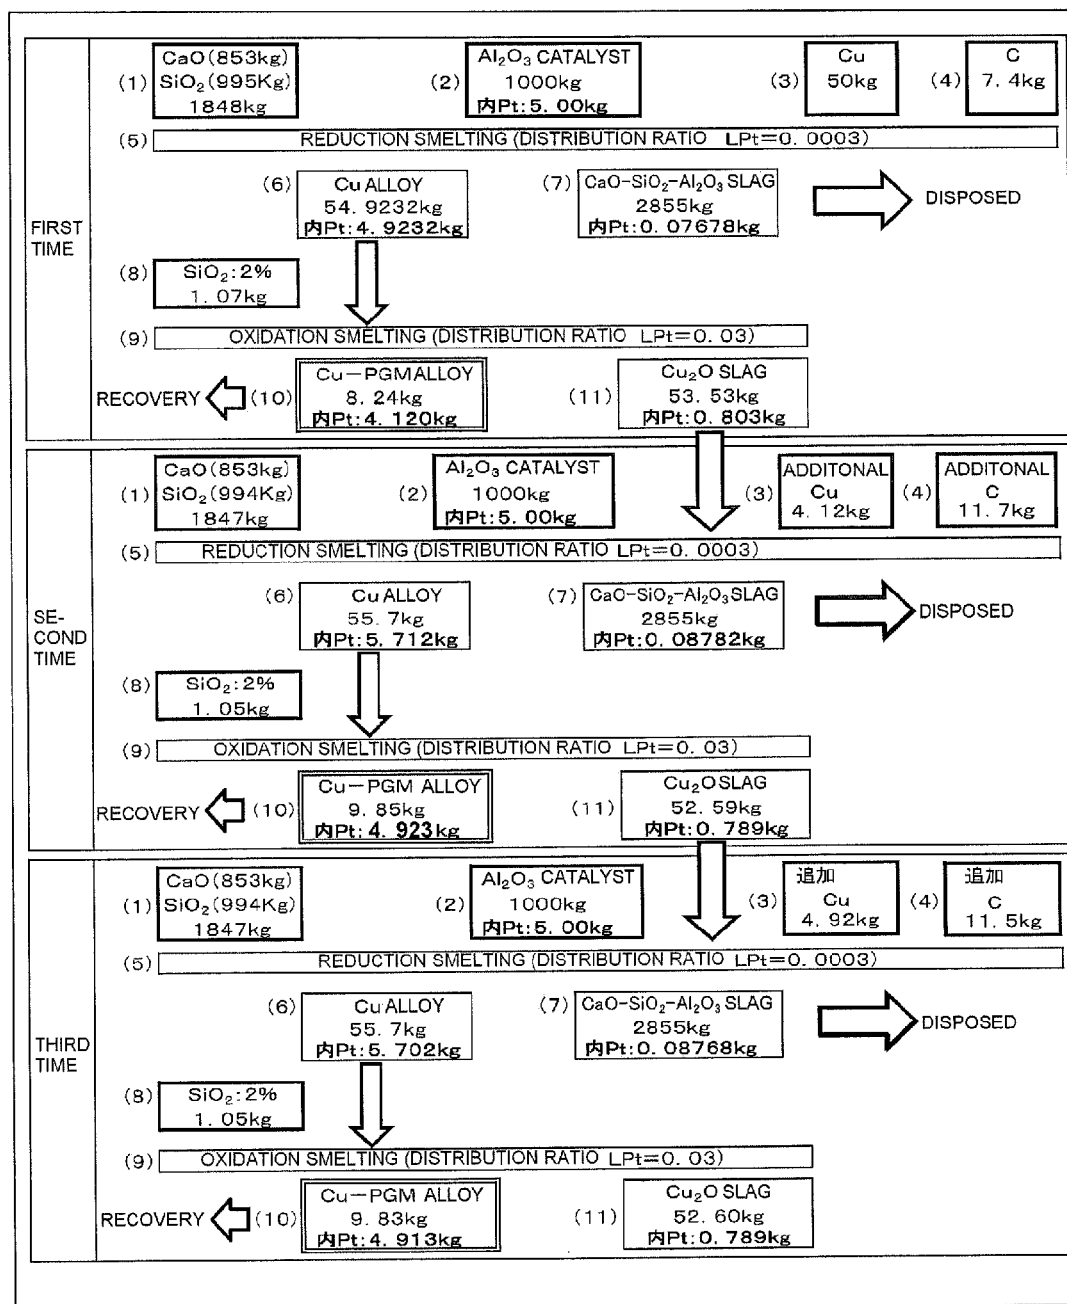 CaO(853kg)
SiO₂(995Kg)
1848kg
(1)
Al₂O₃ CATALYST
1000kg
内Pt:5.00kg
(2)
Cu
50kg
(3)
C
7.4kg
(4)
(5) REDUCTION SMELTING (DISTRIBUTION RATIO LPt=0.0003)
FIRST
TIME
(6)
Cu ALLOY
54.9232kg
内Pt:4.9232kg
(7)
CaO-SiO₂-Al₂O₃ SLAG
2855kg
内Pt:0.07678kg
DISPOSED
(8)
SiO₂:2%
1.07kg
(9) OXIDATION SMELTING (DISTRIBUTION RATIO LPt=0.03)
RECOVERY
(10)
Cu-PGMALLOY
8.24kg
内Pt:4.120kg
(11)
Cu₂O SLAG
53.53kg
内Pt:0.803kg
CaO(853kg)
SiO₂(994Kg)
1847kg
(1)
Al₂O₃ CATALYST
1000kg
内Pt:5.00kg
(2)
ADDITONAL
Cu
4.12kg
(3)
ADDITONAL
C
11.7kg
(4)
(5) REDUCTION SMELTING (DISTRIBUTION RATIO LPt=0.0003)
SE-
COND
TIME
(6)
Cu ALLOY
55.7kg
内Pt:5.712kg
(7)
CaO-SiO₂-Al₂O₃SLAG
2855kg
内Pt:0.08782kg
DISPOSED
(8)
SiO₂:2%
1.05kg
(9) OXIDATION SMELTING (DISTRIBUTION RATIO LPt=0.03)
RECOVERY
(10)
Cu-PGM ALLOY
9.85kg
内Pt:4.923kg
(11)
Cu₂O SLAG
52.59kg
内Pt:0.789kg
CaO(853kg)
SiO₂(994Kg)
1847kg
(1)
Al₂O₃ CATALYST
1000kg
内Pt:5.00kg
(2)
追加
Cu
4.92kg
(3)
追加
C
11.5kg
(4)
(5) REDUCTION SMELTING (DISTRIBUTION RATIO LPt=0.0003)
THIRD
TIME
(6)
Cu ALLOY
55.7kg
内Pt:5.702kg
(7)
CaO-SiO₂-Al₂O₃ SLAG
2855kg
内Pt:0.08768kg
DISPOSED
(8)
SiO₂:2%
1.05kg
(9) OXIDATION SMELTING (DISTRIBUTION RATIO LPt=0.03)
RECOVERY
(10)
Cu-PGM ALLOY
9.83kg
内Pt:4.913kg
(11)
Cu₂O SLAG
52.60kg
内Pt:0.789kg